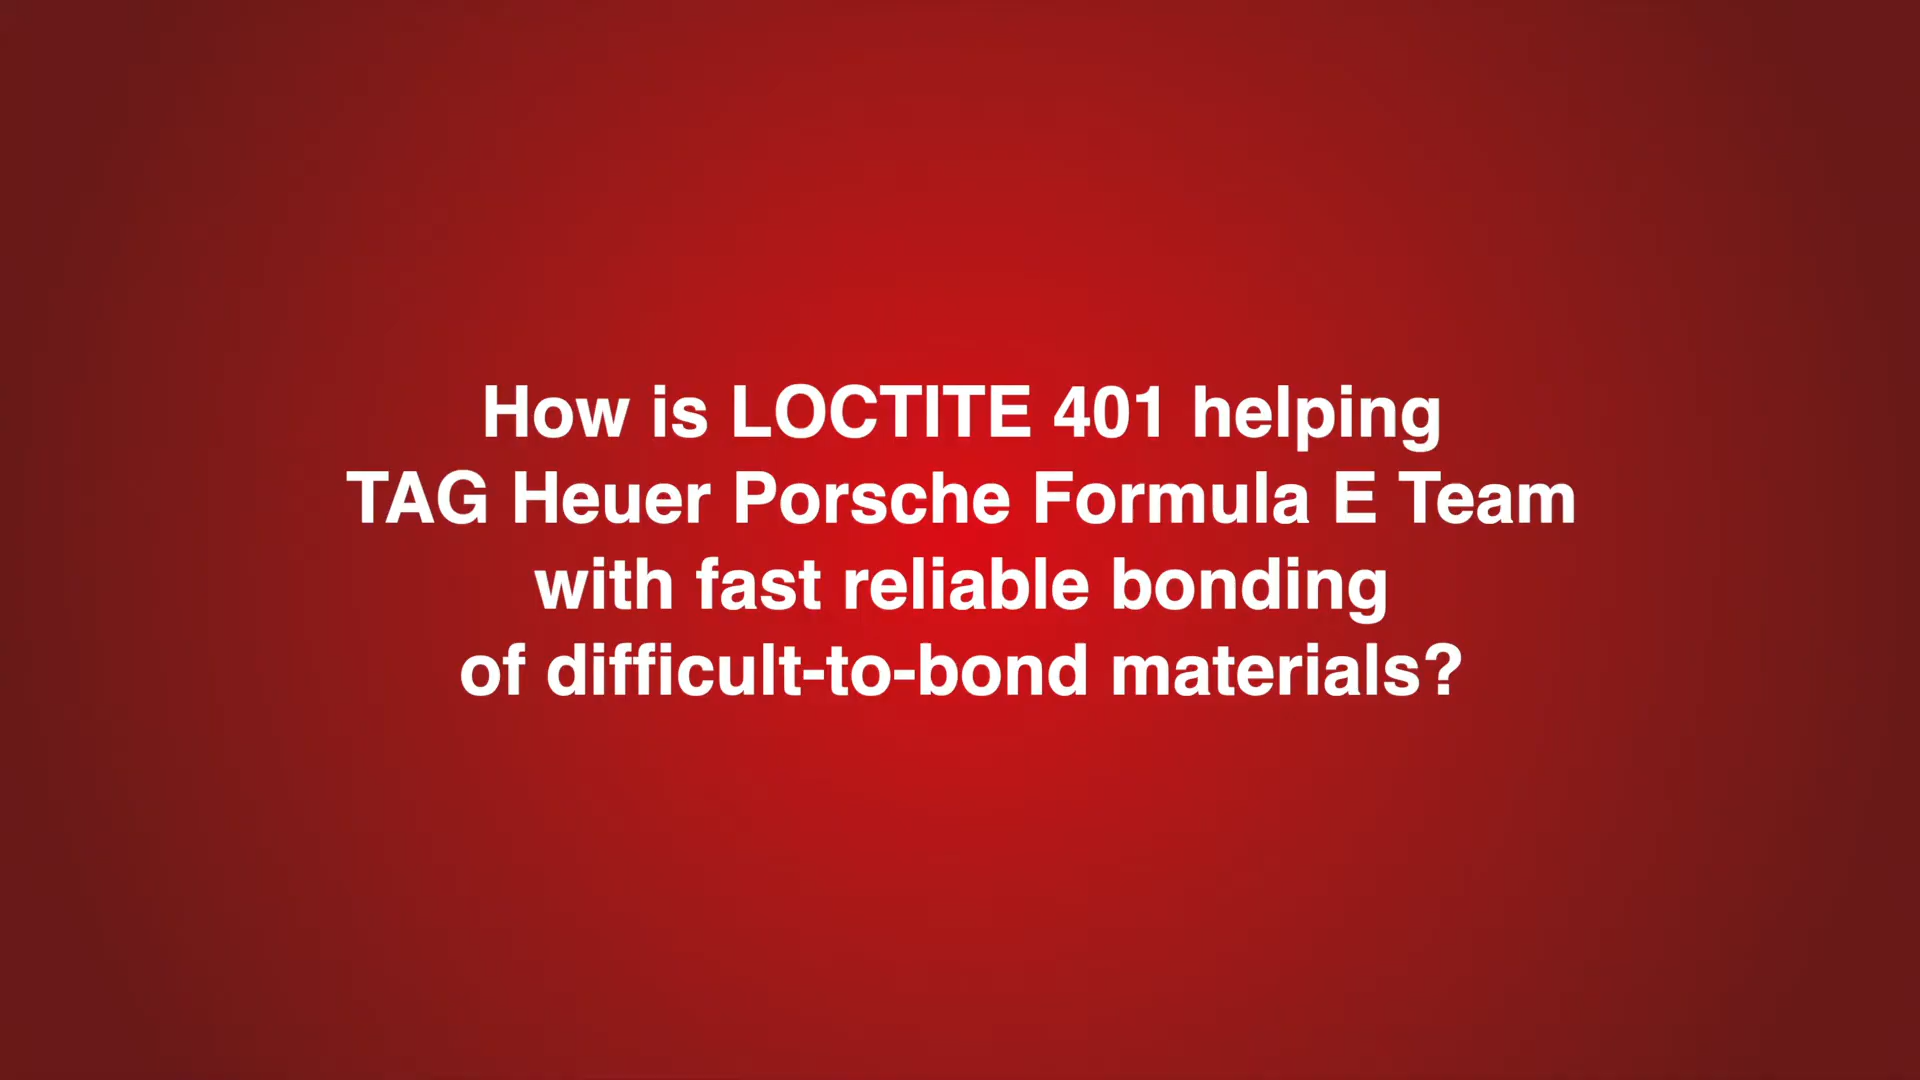 How is LOCTITE 401 helping
TAG Heuer Porsche Formula E Team
with fast reliable bonding
of difficult-to-bond materials?